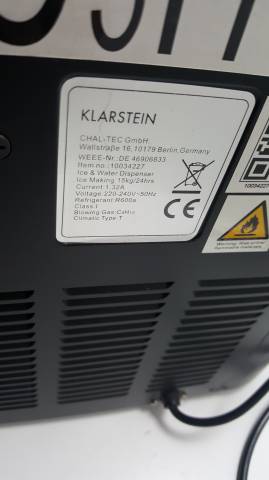 KLARSTEIN
CHAL-TEC GmbH
Wallstraße 16, 10179 Berlin, Germany
WEEE-Nr: DE 46906833
Item no.: 10034227
Ice & Water Dispenser
Ice Making 15kg/24hrs
Current 1.32A
Voltage 220-240V~50Hz
Refrigerant R600a
Class I
Blowing Gas: C5H10
Climatic Type T
CE
1003422